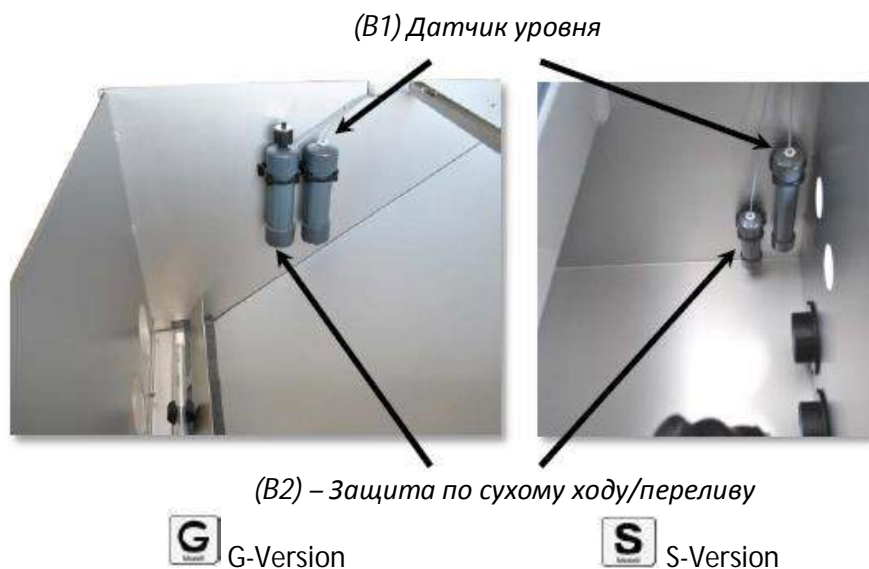 (B1) Датчик уровня
(B2) – Защита по сухому ходу/переливу
G G-Version
S S-Version